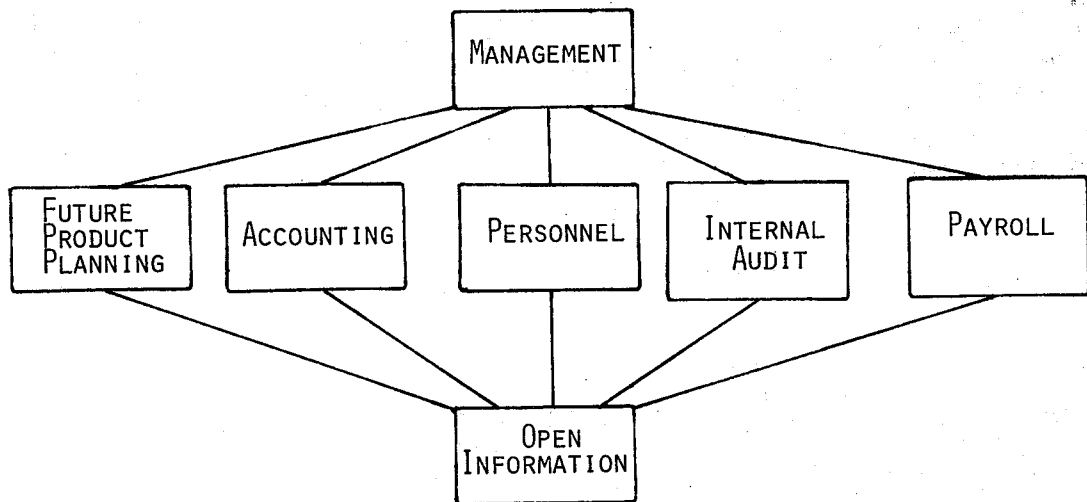 MANAGEMENT
FUTURE
PRODUCT
PLANNING
ACCOUNTING
PERSONNEL
INTERNAL
AUDIT
PAYROLL
OPEN
INFORMATION